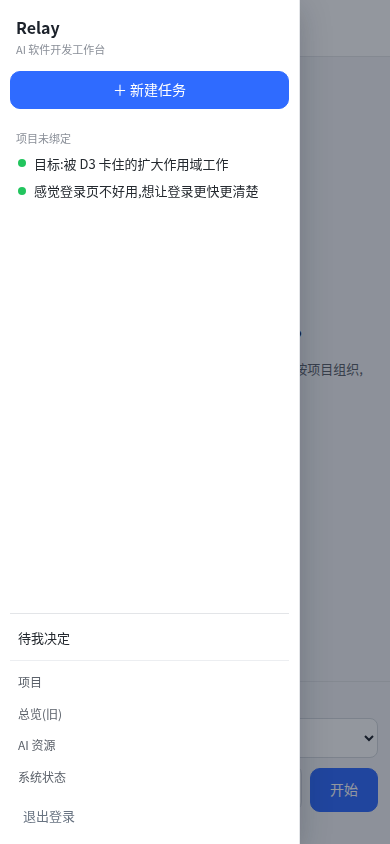 Relay
AI 软件开发工作台
＋ 新建任务
项目未绑定
目标:被 D3 卡住的扩大作用域工作
感觉登录页不好用,想让登录更快更清楚
按项目组织,
待我决定
项目
总览(旧)
AI 资源
系统状态
开始
退出登录